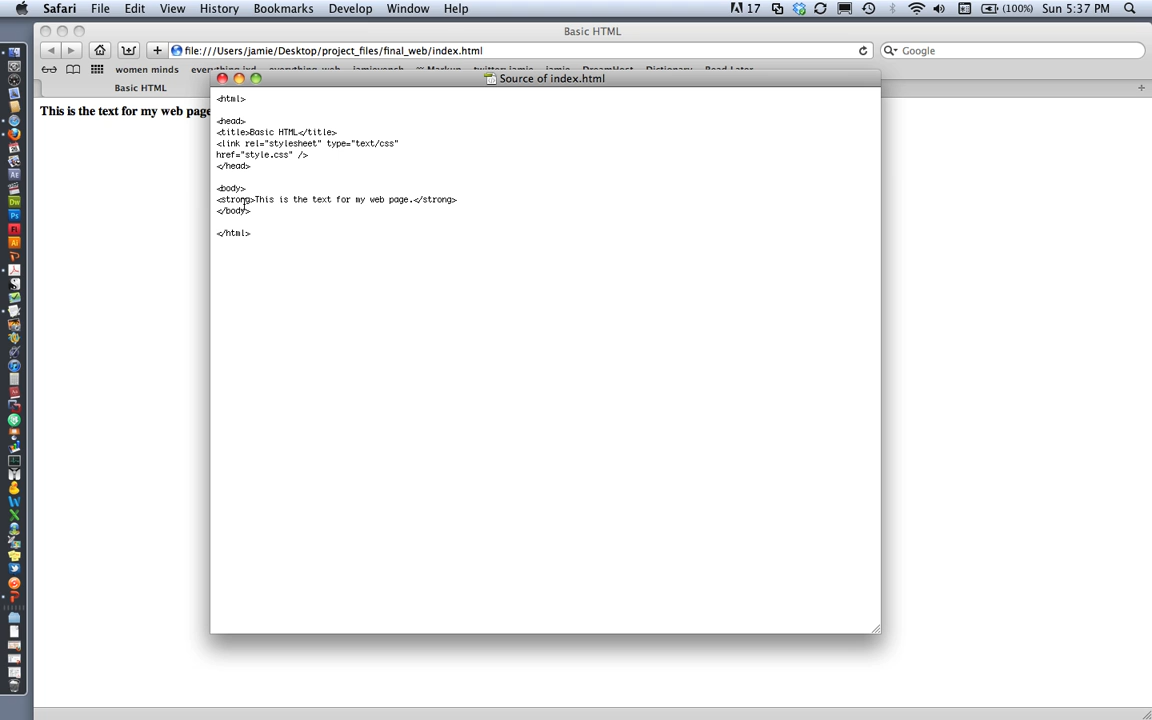 Safari File Edit View History Bookmarks Develop Window Help 17 (100%) Sun 5:37 PM
Basic HTML
file:///Users/jamie/Desktop/project_files/final_web/index.html Google
women minds
Basic HTML
Source of index.html
This is the text for my web page
<html>
<head>
<title>Basic HTML</title>
<link rel="stylesheet" type="text/css"
href="style.css" />
</head>
<body>
<strong>This is the text for my web page.</strong>
</body>
</html>